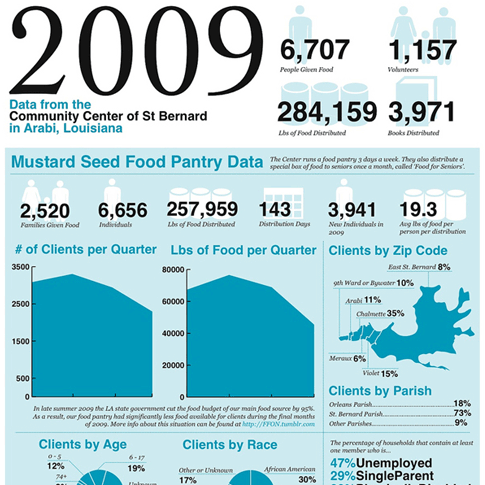 2009
Data from the
Community Center of St Bernard
in Arabi, Louisiana
6,707
People Given Food
1,157
Volunteers
284,159
Lbs of Food Distributed
3,971
Books Distributed
Mustard Seed Food Pantry Data
The Center runs a food pantry 3 days a week. They also distribute a
special box of food to seniors once a month, called 'Food for Seniors'.
2,520
Families Given Food
6,656
Individuals
257,959
Lbs of Food Distributed
143
Distribution Days
3,941
New Individuals in
2009
19.3
Avg lbs of food per
person per distribution
# of Clients per Quarter
3500
2500
1500
500
0
Lbs of Food per Quarter
80000
60000
40000
20000
0
Clients by Zip Code
East St. Bernard 8%
9th Ward or Bywater 10%
Arabi 11%
Chalmette 35%
Meraux 6%
Violet 15%
In late summer 2009 the LA state government cut the food budget of our main food source by 95%.
As a result, our food pantry had significantly less food available for clients during the final months
of 2009. More info about this situation can be found at http://FFON.tumblr.com
Clients by Parish
Orleans Parish 18%
St. Bernard Parish 73%
Other Parishes 9%
Clients by Age
0 - 5
12%
6 - 17
19%
74+
Clients by Race
Other or Unknown
17%
African American
30%
The percentage of households that contain at least
one member who is...
47%Unemployed
29%SingleParent